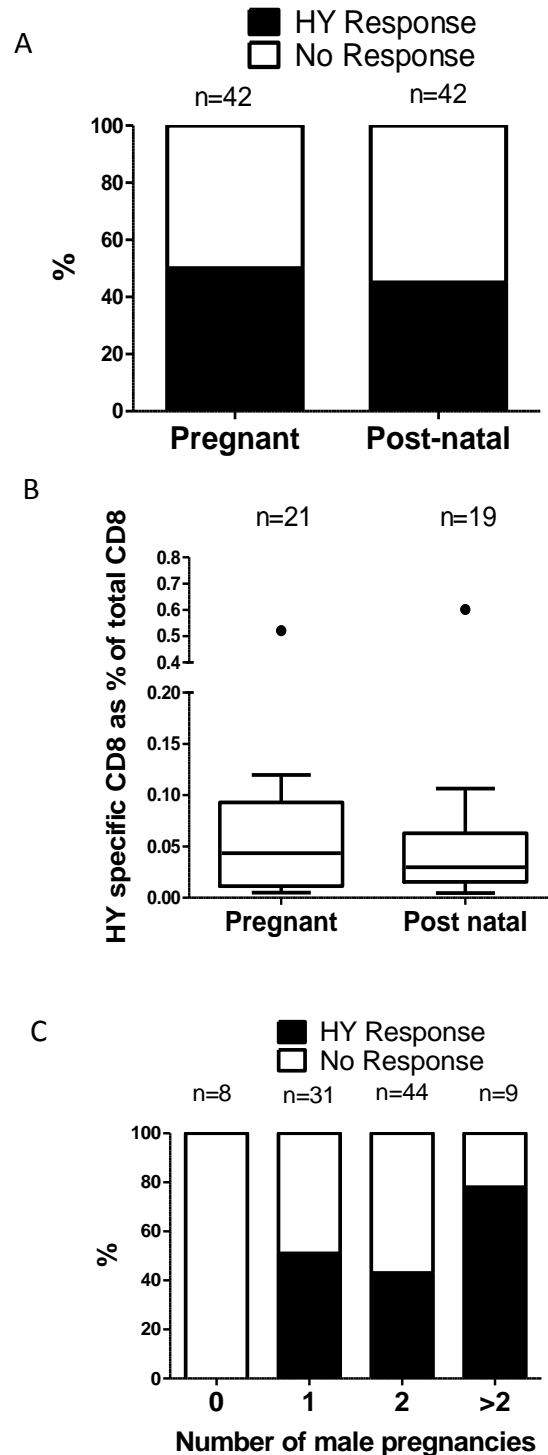 A
HY Response
No Response
n=42 n=42
100
80
60
40
20
0
%
Pregnant Post-natal
B
n=21 n=19
HY specific CD8 as % of total CD8
0.8
0.7
0.6
0.5
0.4
0.20
0.15
0.10
0.05
0.00
Pregnant Post natal
C
HY Response
No Response
n=8 n=31 n=44 n=9
100
80
60
40
20
0
%
0 1 2 >2
Number of male pregnancies